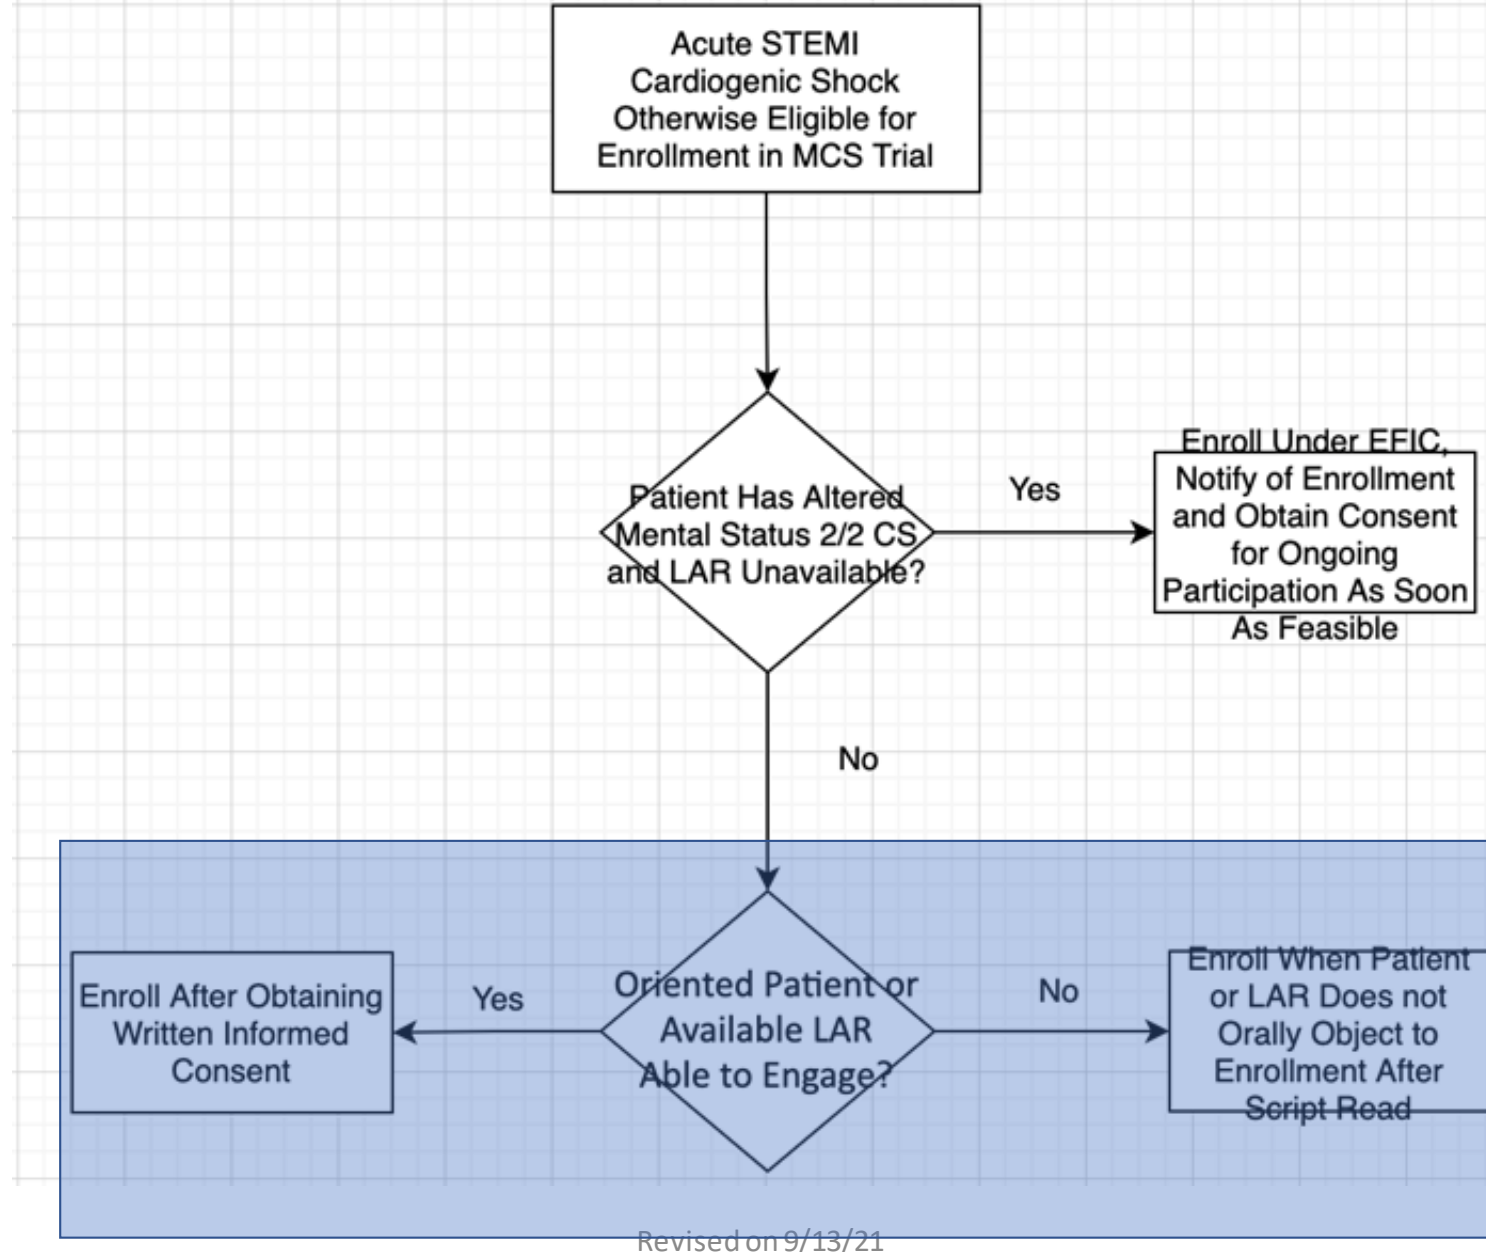 Acute STEMI
Cardiogenic Shock
Otherwise Eligible for
Enrollment in MCS Trial
Patient Has Altered
Mental Status 2/2 CS
and LAR Unavailable?
Yes
Enroll Under EFIC,
Notify of Enrollment
and Obtain Consent
for Ongoing
Participation As Soon
As Feasible
No
Enroll After Obtaining
Written Informed
Consent
Yes
Oriented Patient or
Available LAR
Able to Engage?
No
Enroll When Patient
or LAR Does not
Orally Object to
Enrollment After
Script Read
Revised on 9/13/21